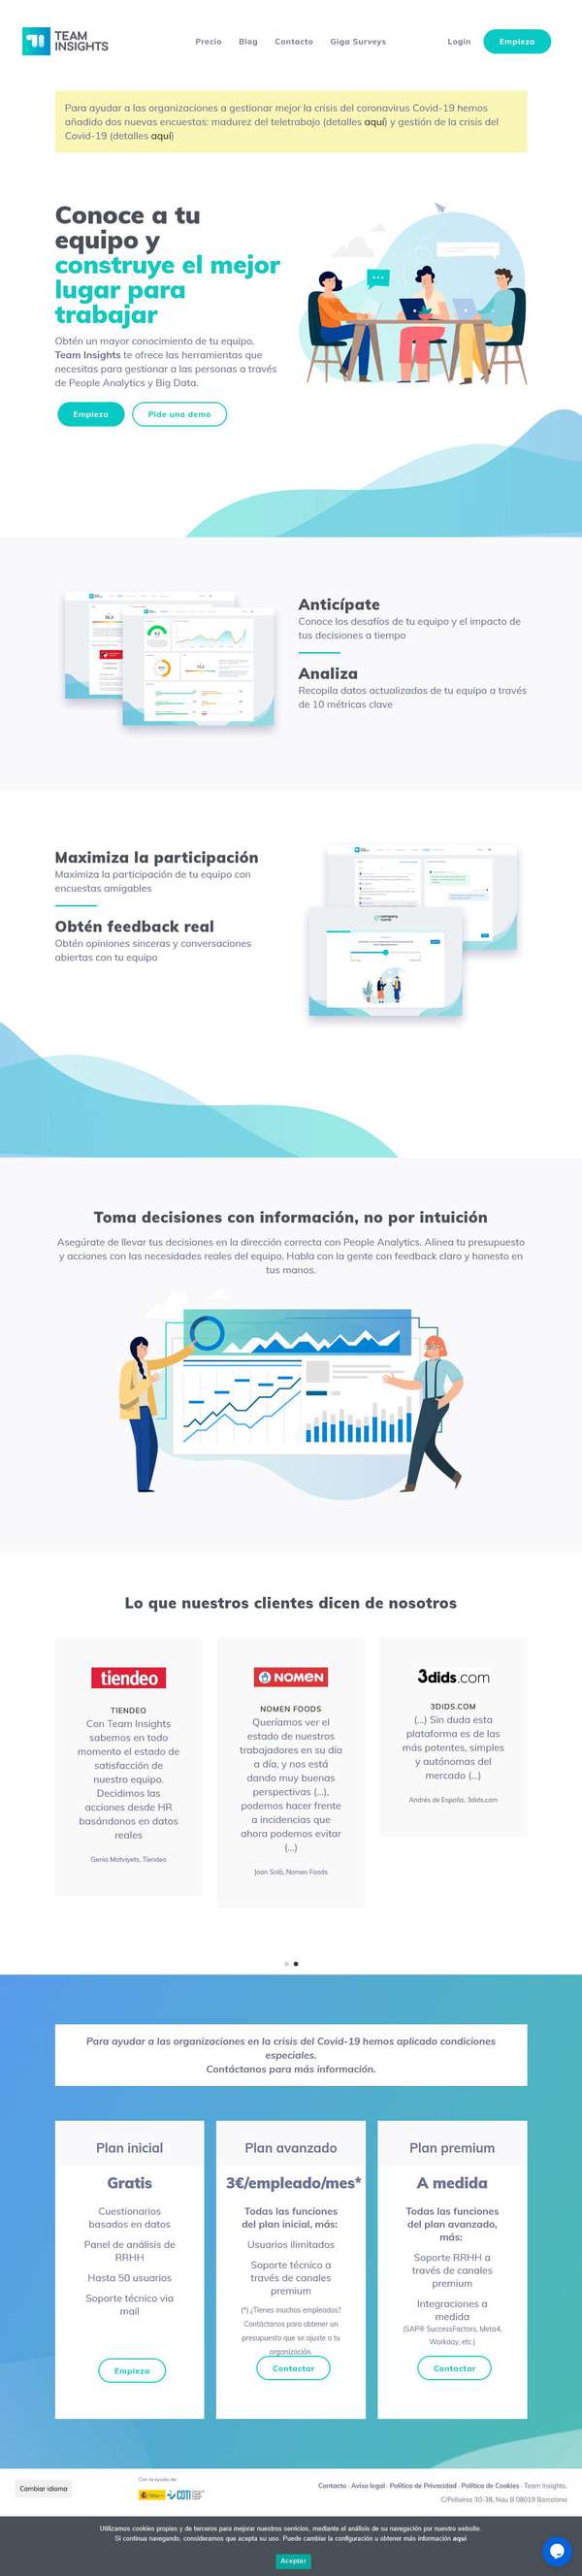 TEAM
INSIGHTS
Precio Blog Contacto Giga Surveys Login Empieza
Para ayudar a las organizaciones a gestionar mejor la crisis del coronavirus Covid-19 hemos
añadido dos nuevas encuestas: madurez del teletrabajo (detalles aquí) y gestión de la crisis del
Covid-19 (detalles aquí)
Conoce a tu
equipo y
construye el mejor
lugar para
trabajar
Obtén un mayor conocimiento de tu equipo.
Team Insights te ofrece las herramientas que
necesitas para gestionar a las personas a través
de People Analytics y Big Data.
Empieza Pide una demo
Anticípate
Conoce los desafíos de tu equipo y el impacto de
tus decisiones a tiempo
Analiza
Recopila datos actualizados de tu equipo a través
de 10 métricas clave
Maximiza la participación
Maximiza la participación de tu equipo con
encuestas amigables
Obtén feedback real
Obtén opiniones sinceras y conversaciones
abiertas con tu equipo
Toma decisiones con información, no por intuición
Asegúrate de llevar tus decisiones en la dirección correcta con People Analytics. Alinea tu presupuesto
y acciones con las necesidades reales del equipo. Habla con la gente con feedback claro y honesto en
tus manos.
Lo que nuestros clientes dicen de nosotros
tiendeo
TIENDEO
Con Team Insights
sabemos en todo
momento el estado de
satisfacción de
nuestro equipo.
Decidimos las
acciones desde HR
basándonos en datos
reales
Genia Matviyets, Tiendeo
NOMEN
NOMEN FOODS
Queríamos ver el
estado de nuestros
trabajadores en su día
a día, y nos está
dando muy buenas
perspectivas (...),
podemos hacer frente
a incidencias que
ahora podemos evitar
(...)
Joan Solà, Nomen Foods
3dids.com
3DIDS.COM
(...) Sin duda esta
plataforma es de las
más potentes, simples
y autónomas del
mercado (...)
Andrés de España, 3dids.com
Para ayudar a las organizaciones en la crisis del Covid-19 hemos aplicado condiciones
especiales.
Contáctanos para más información.
Plan inicial
Gratis
Cuestionarios
basados en datos
Panel de análisis de
RRHH
Hasta 50 usuarios
Soporte técnico vía
mail
Empieza
Plan avanzado
3€/empleado/mes*
Todas las funciones
del plan inicial, más:
Usuarios ilimitados
Soporte técnico a
través de canales
premium
(*) ¿Tienes muchos empleados?
Contáctanos para obtener un
presupuesto que se ajuste a tu
organización.
Contactar
Plan premium
A medida
Todas las funciones
del plan avanzado,
más:
Soporte RRHH a
través de canales
premium
Integraciones a
medida
(SAP® SuccessFactors, Meta4,
Workday, etc.)
Contactar
Cambiar idioma
Con la ayuda de:
CDTI
Contacto · Aviso legal · Política de Privacidad · Política de Cookies · Team Insights.
C/Pellaires 30-38, Nau B 08019 Barcelona
Utilizamos cookies propias y de terceros para mejorar nuestros servicios, mediante el análisis de su navegación por nuestro website.
Si continua navegando, consideramos que acepta su uso. Puede cambiar la configuración u obtener más información aquí
Aceptar